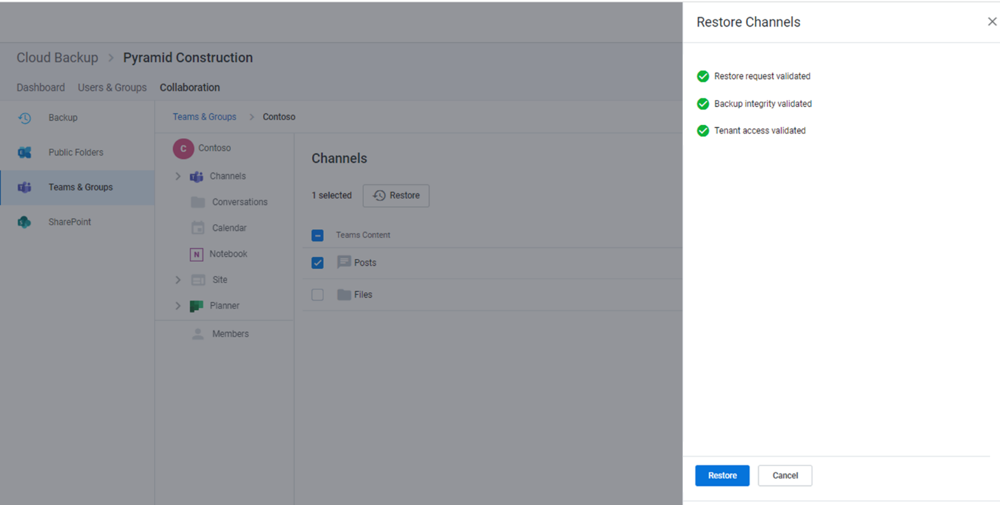 Restore Channels
Cloud Backup > Pyramid Construction
Dashboard Users & Groups Collaboration
Backup
Public Folders
Teams & Groups
SharePoint
Teams & Groups > Contoso
C Contoso
Channels
Conversations
Calendar
N Notebook
Site
Planner
Members
Channels
1 selected Restore
Teams Content
Posts
Files
Restore request validated
Backup integrity validated
Tenant access validated
Restore Cancel